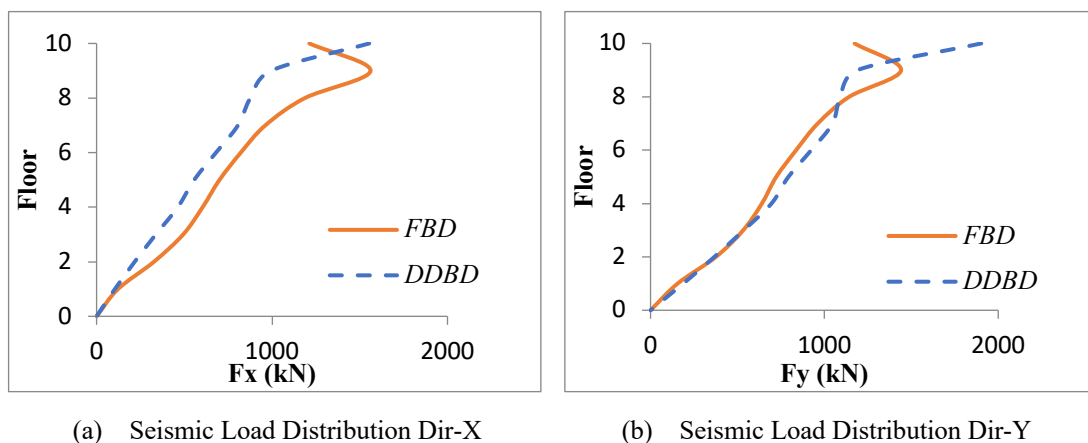 10
8
6
4
2
0
Floor
FBD
DDBD
0
1000
2000
Fx (kN)
10
8
6
4
2
0
Floor
FBD
DDBD
0
1000
2000
Fy (kN)
(a) Seismic Load Distribution Dir-X
(b) Seismic Load Distribution Dir-Y